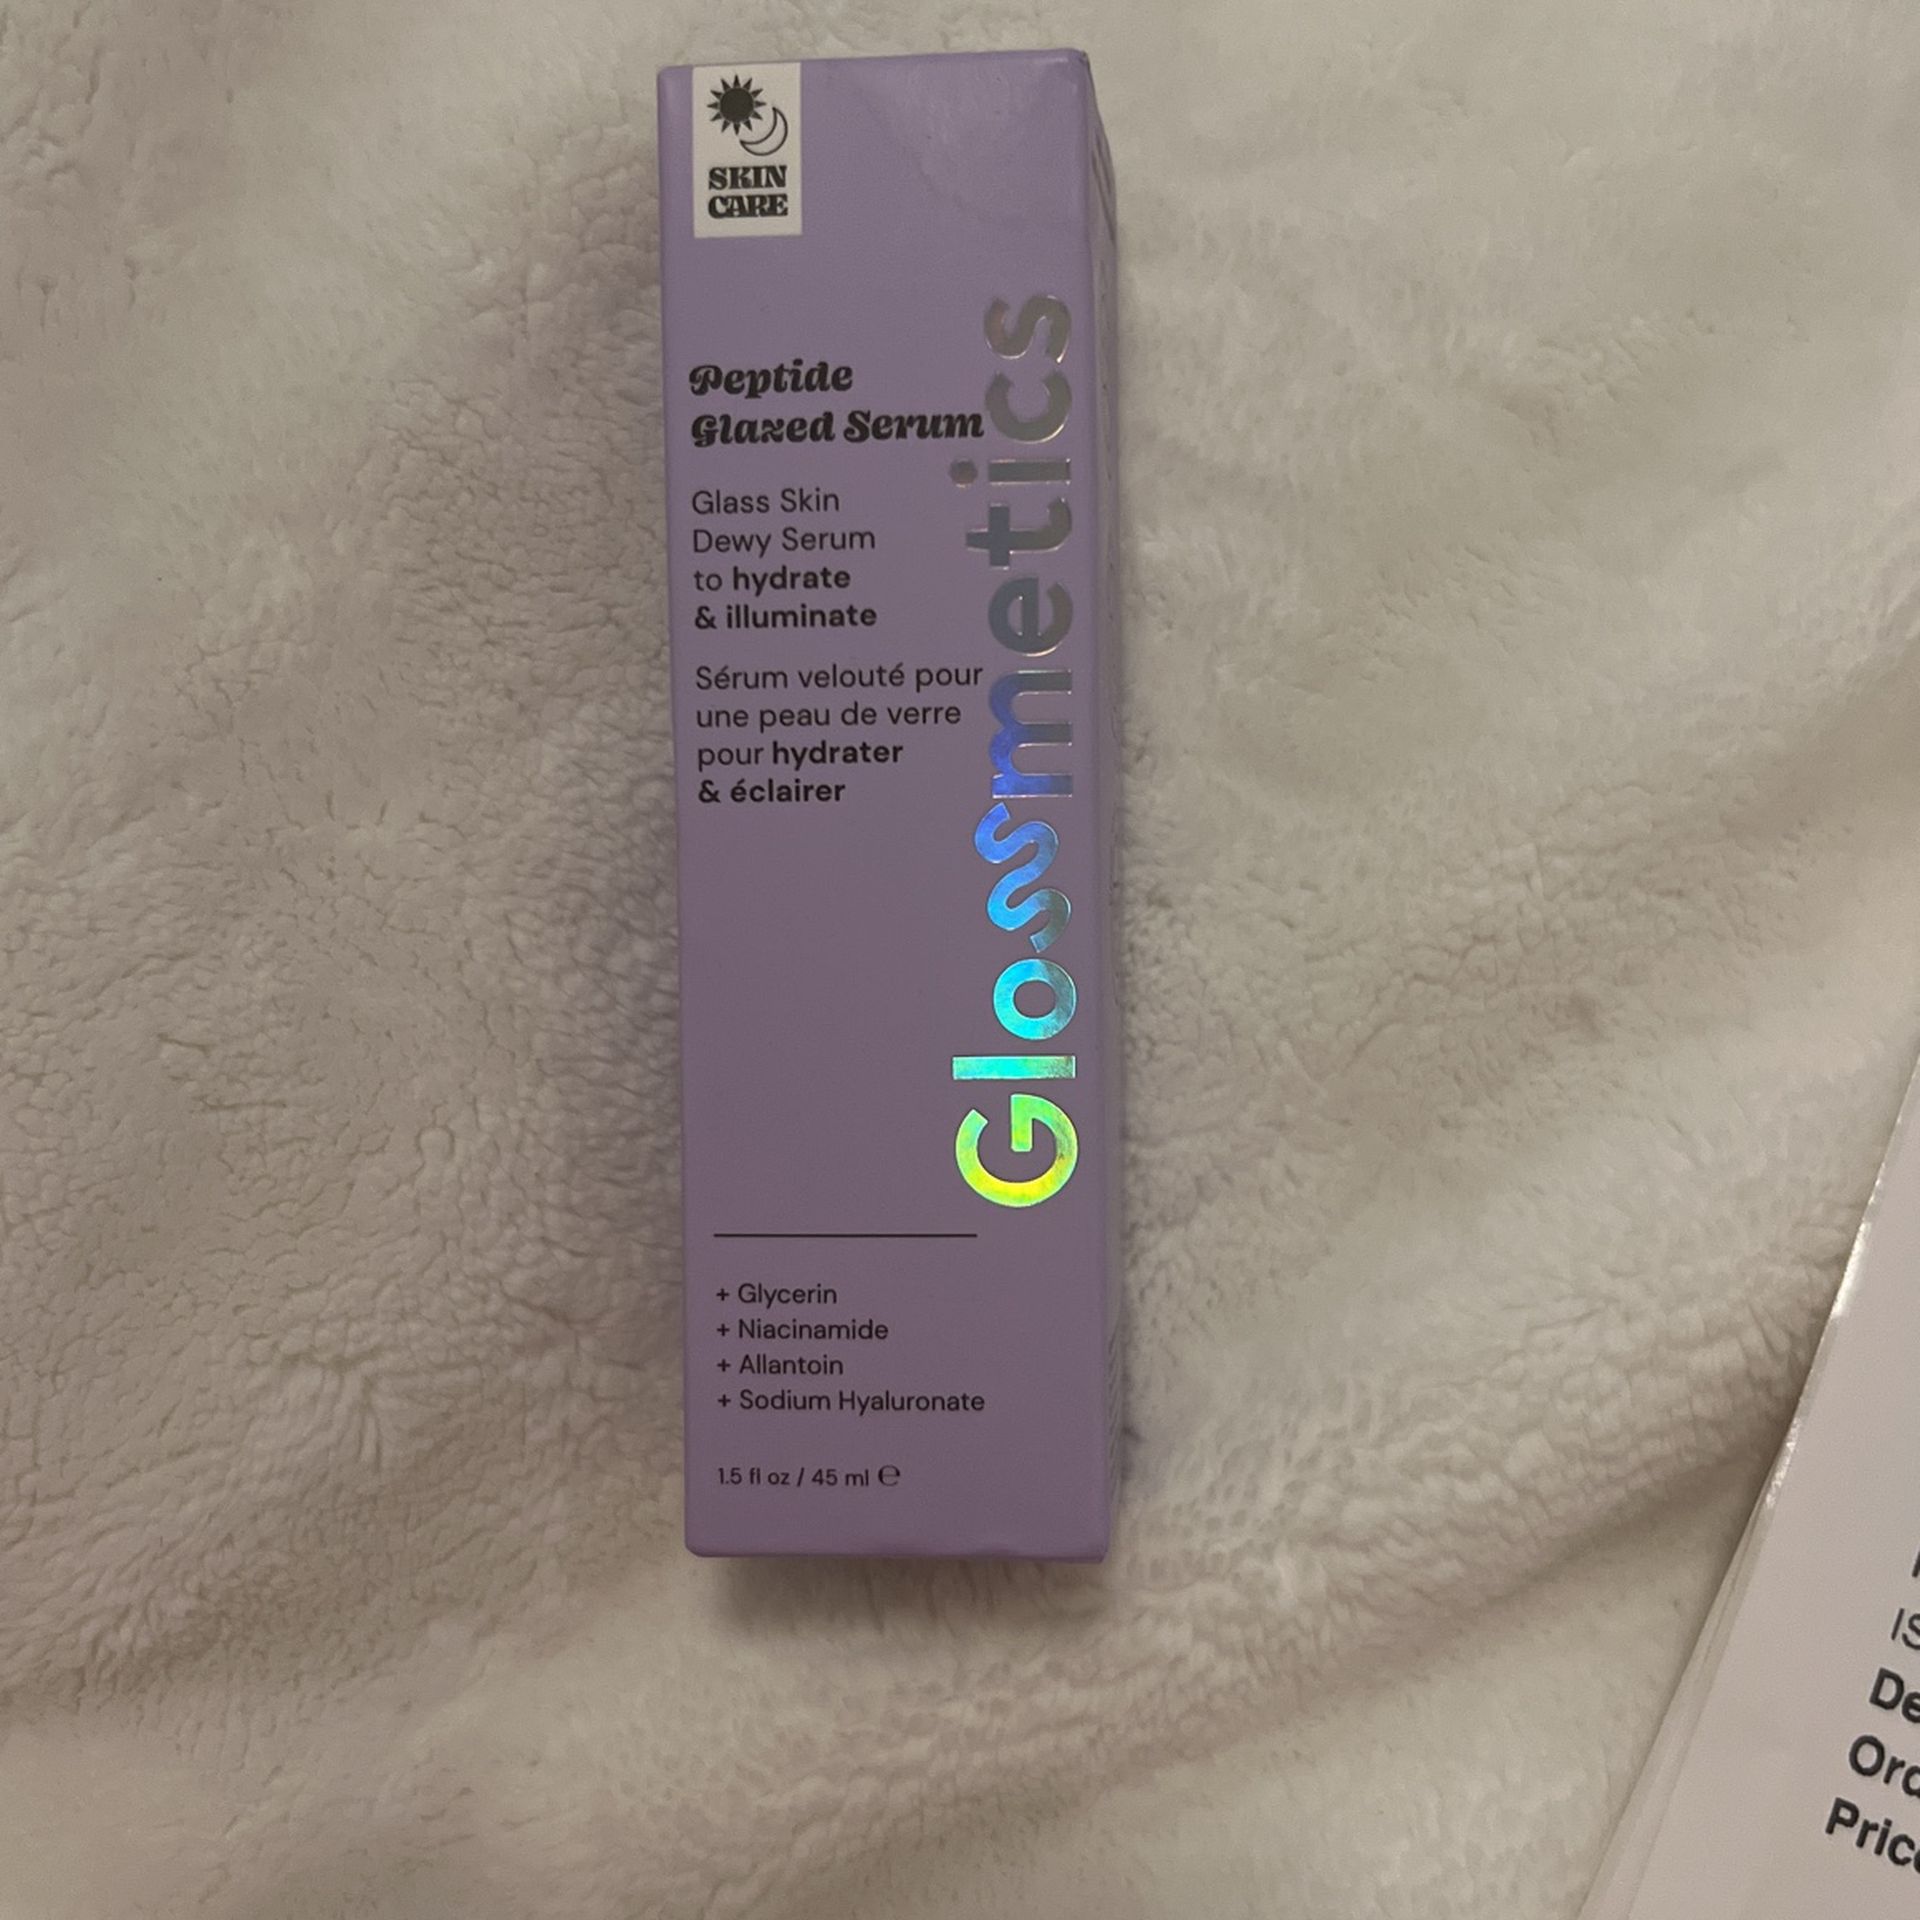 SKIN
CARE
Peptide
Glazed Serum
Glass Skin
Dewy Serum
to hydrate
& illuminate
Sérum velouté pour
une peau de verre
pour hydrater
& éclairer
Glossmetics
+ Glycerin
+ Niacinamide
+ Allantoin
+ Sodium Hyaluronate
1.5 fl oz / 45 ml ℮